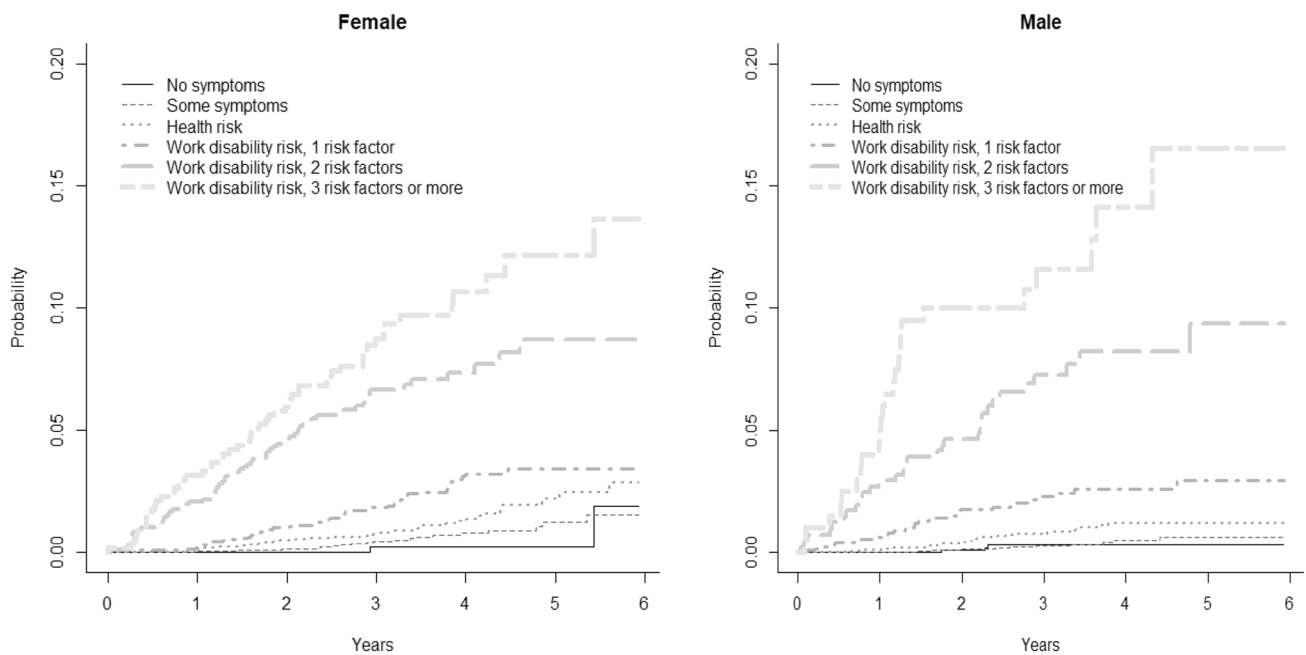 Female
0.20
0.15
0.10
0.05
0.00
Probability
No symptoms
Some symptoms
Health risk
Work disability risk, 1 risk factor
Work disability risk, 2 risk factors
Work disability risk, 3 risk factors or more
0 1 2 3 4 5 6
Years
Male
0.20
0.15
0.10
0.05
0.00
Probability
No symptoms
Some symptoms
Health risk
Work disability risk, 1 risk factor
Work disability risk, 2 risk factors
Work disability risk, 3 risk factors or more
0 1 2 3 4 5 6
Years